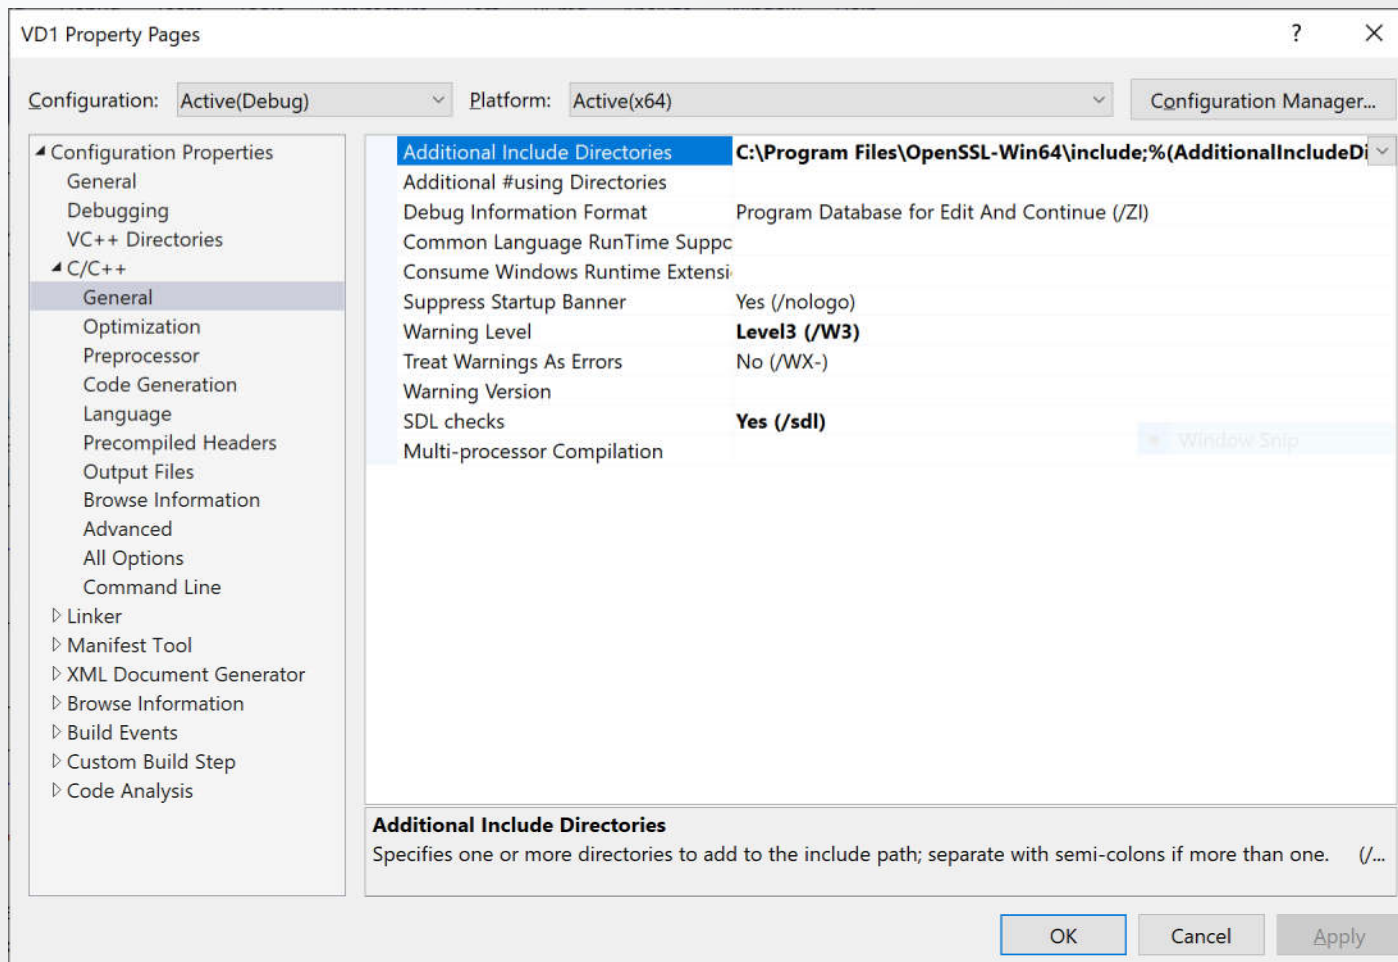 VD1 Property Pages
?
Configuration: Active(Debug) Platform: Active(x64) Configuration Manager...
Configuration Properties
General
Debugging
VC++ Directories
C/C++
General
Optimization
Preprocessor
Code Generation
Language
Precompiled Headers
Output Files
Browse Information
Advanced
All Options
Command Line
Linker
Manifest Tool
XML Document Generator
Browse Information
Build Events
Custom Build Step
Code Analysis
Additional Include Directories C:\Program Files\OpenSSL-Win64\include;%(AdditionalIncludeDi
Additional #using Directories
Debug Information Format Program Database for Edit And Continue (/ZI)
Common Language RunTime Suppo
Consume Windows Runtime Extensi
Suppress Startup Banner Yes (/nologo)
Warning Level Level3 (/W3)
Treat Warnings As Errors No (/WX-)
Warning Version
SDL checks Yes (/sdl)
Multi-processor Compilation
Window Snip
Additional Include Directories
Specifies one or more directories to add to the include path; separate with semi-colons if more than one. (/...
OK Cancel Apply